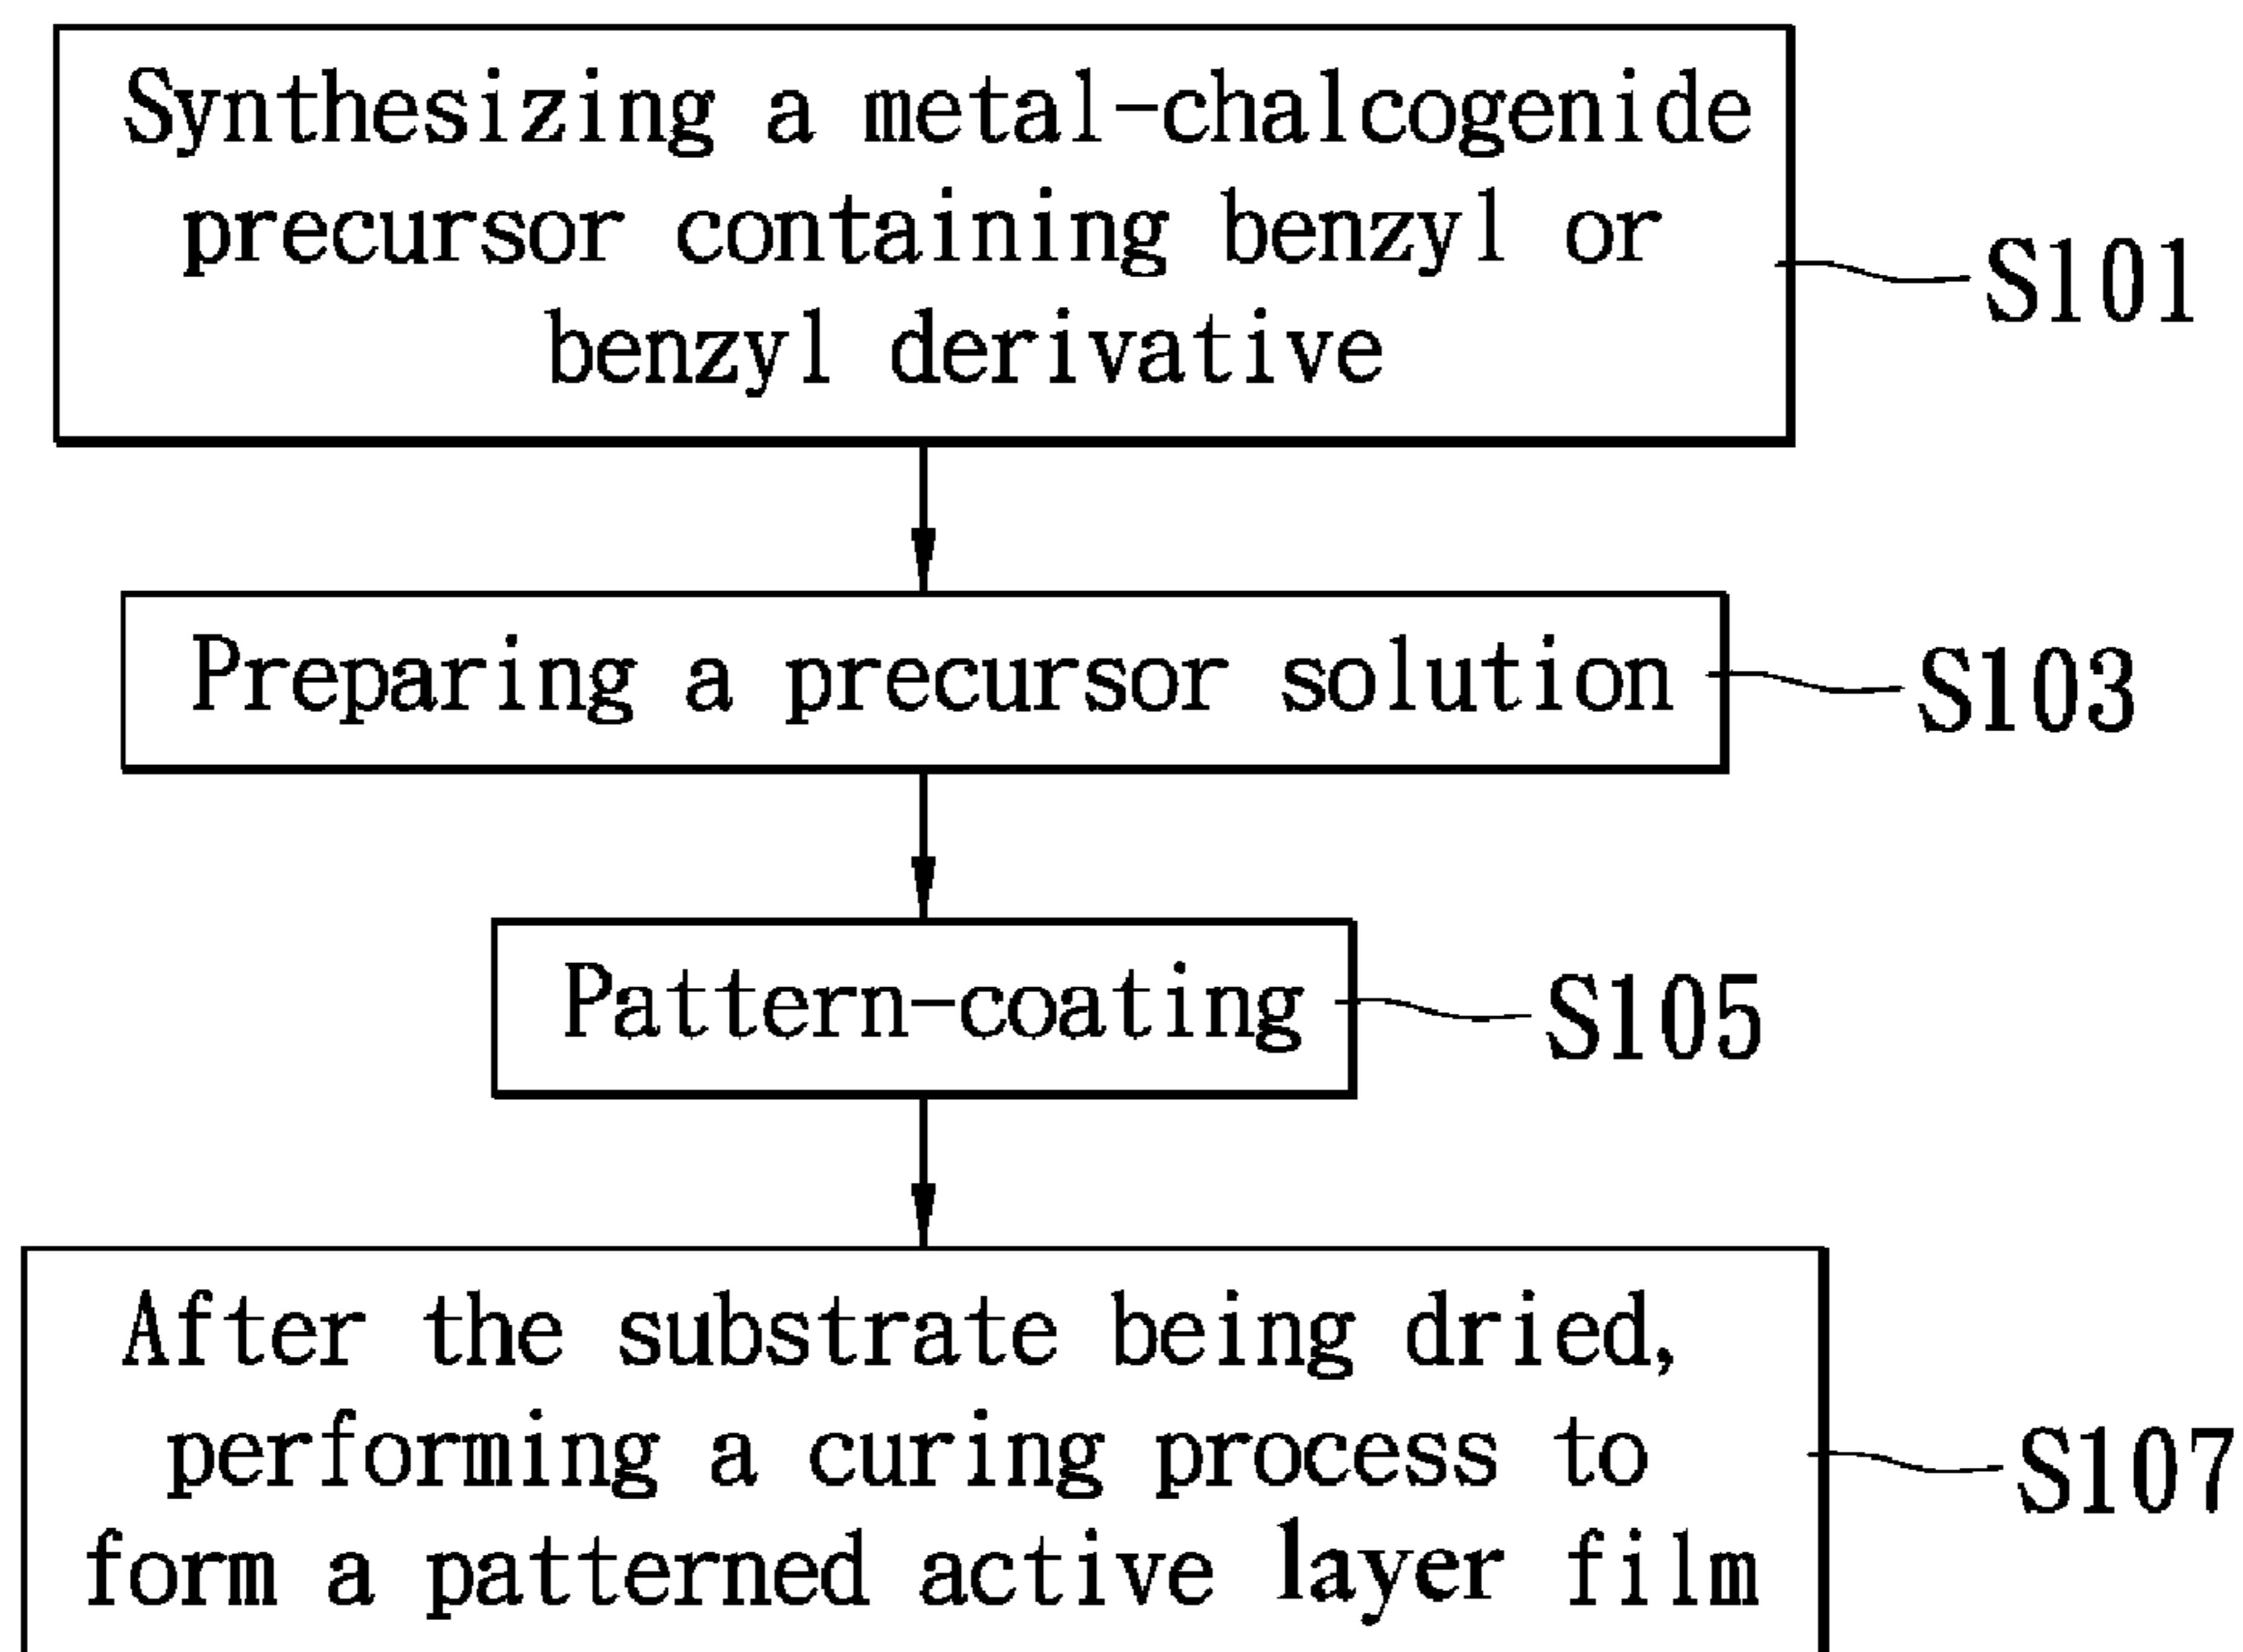 Synthesizing a metal-chalcogenide
precursor containing benzyl or
benzyl derivative
S101
Preparing a precursor solution
S103
Pattern-coating
S105
After the substrate being dried,
performing a curing process to
form a patterned active layer film
S107